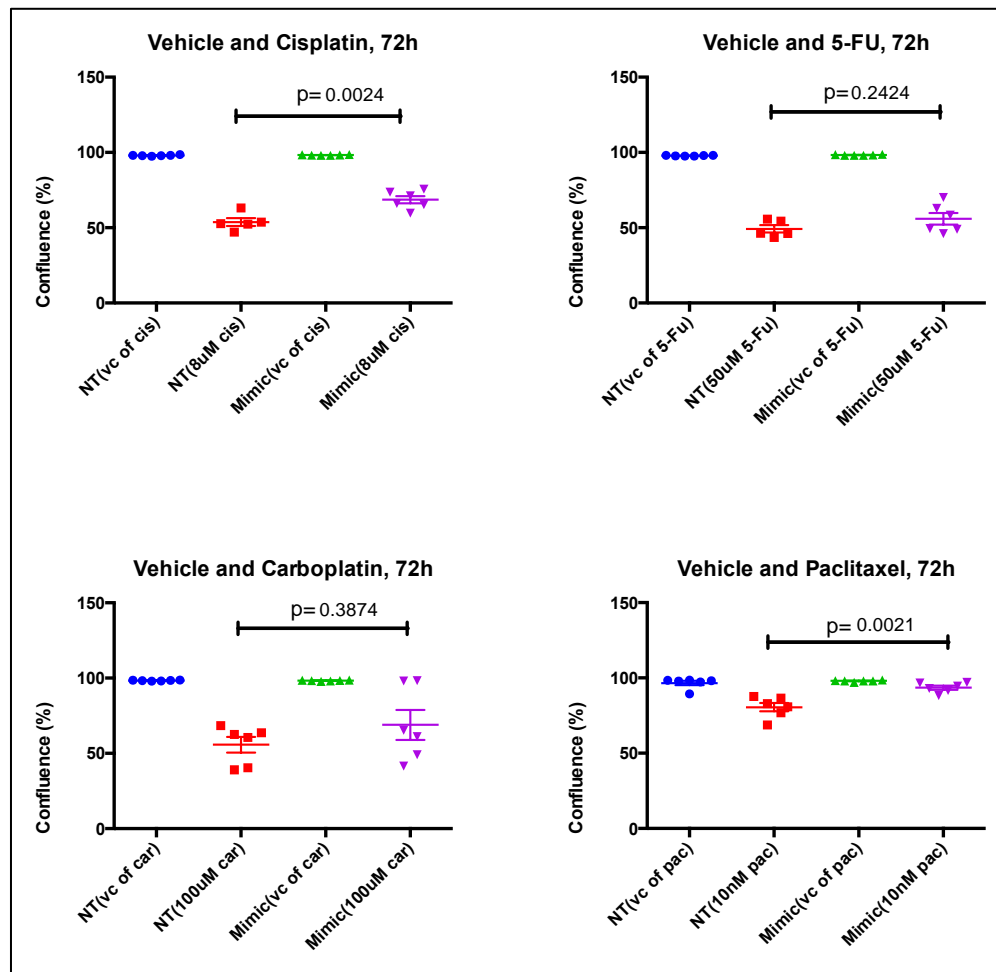 Vehicle and Cisplatin, 72h
p= 0.0024
Confluence (%)
150
100
50
0
NT(vc of cis)
NT(8uM cis)
Mimic(vc of cis)
Mimic(8uM cis)
Vehicle and 5-FU, 72h
p=0.2424
Confluence (%)
150
100
50
0
NT(vc of 5-Fu)
NT(50uM 5-Fu)
Mimic(vc of 5-Fu)
Mimic(50uM 5-Fu)
Vehicle and Carboplatin, 72h
p= 0.3874
Confluence (%)
150
100
50
0
NT(vc of car)
NT(100uM car)
Mimic(vc of car)
Mimic(100uM car)
Vehicle and Paclitaxel, 72h
p= 0.0021
Confluence (%)
150
100
50
0
NT(vc of pac)
NT(10nM pac)
Mimic(vc of pac)
Mimic(10nM pac)